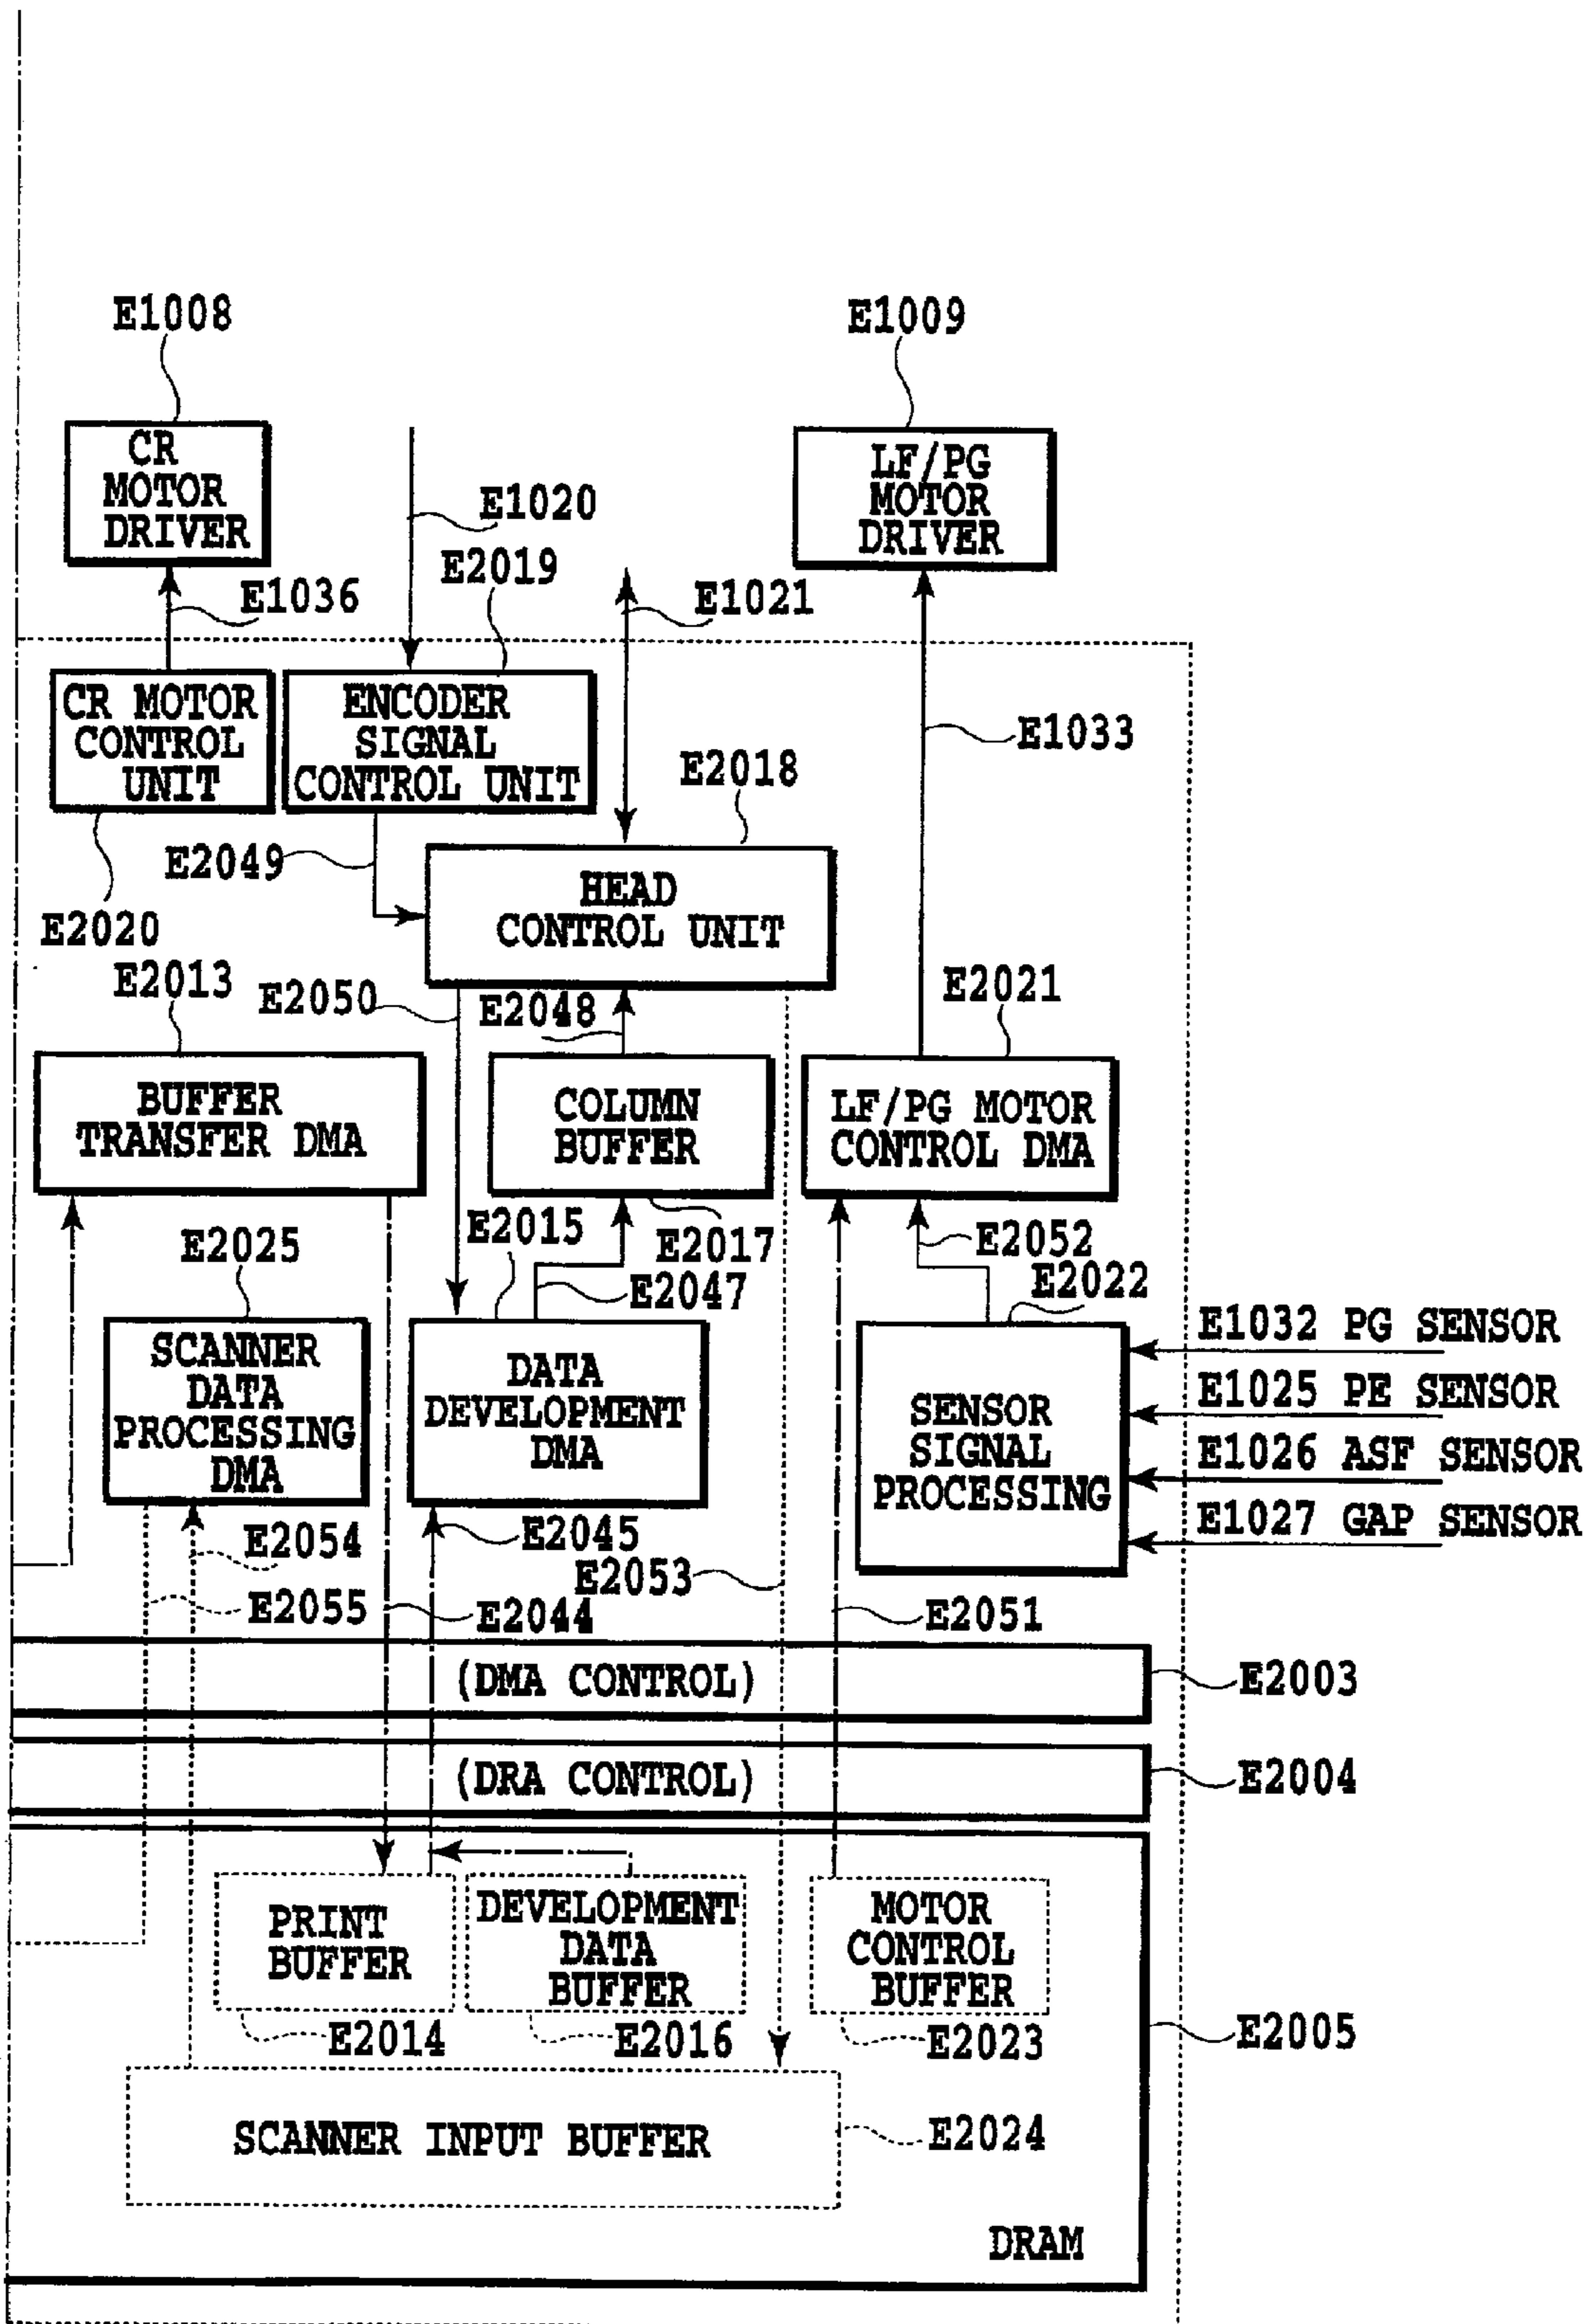 E1008
E1009
CR
MOTOR
DRIVER
LF/PG
MOTOR
DRIVER
E1020
E2019
E1036
E1021
CR MOTOR
CONTROL
UNIT
ENCODER
SIGNAL
CONTROL UNIT
E1033
E2018
E2049
HEAD
CONTROL UNIT
E2020
E2013
E2050
E2048
E2021
BUFFER
TRANSFER DMA
COLUMN
BUFFER
LF/PG MOTOR
CONTROL DMA
E2025
E2015
E2017
E2047
E2052
E2022
SCANNER
DATA
PROCESSING
DMA
DATA
DEVELOPMENT
DMA
SENSOR
SIGNAL
PROCESSING
E1032 PG SENSOR
E1025 PE SENSOR
E1026 ASF SENSOR
E1027 GAP SENSOR
E2054
E2045
E2053
E2055
E2044
E2051
(DMA CONTROL)
E2003
(DRA CONTROL)
E2004
PRINT
BUFFER
DEVELOPMENT
DATA
BUFFER
MOTOR
CONTROL
BUFFER
E2014
E2016
E2023
E2005
SCANNER INPUT BUFFER
E2024
DRAM